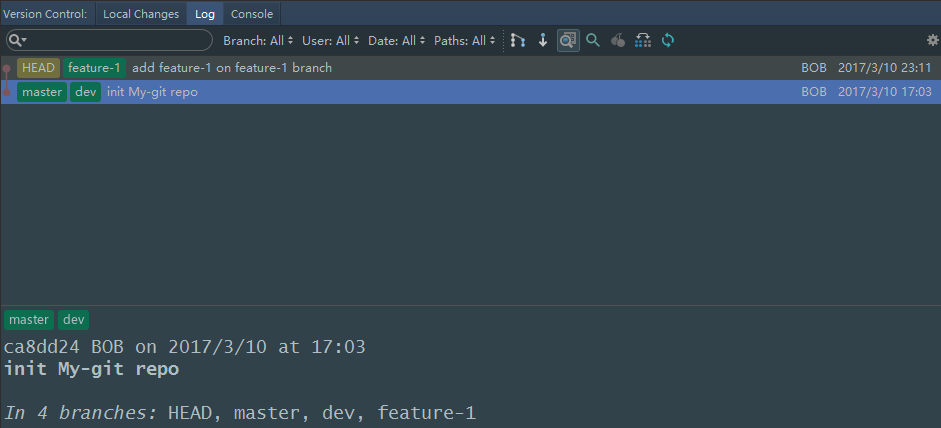 Version Control: Local Changes Log Console
Branch: All User: All Date: All Paths: All
HEAD feature-1 add feature-1 on feature-1 branch BOB 2017/3/10 23:11
master dev init My-git repo BOB 2017/3/10 17:03
master dev
ca8dd24 BOB on 2017/3/10 at 17:03
init My-git repo
In 4 branches: HEAD, master, dev, feature-1